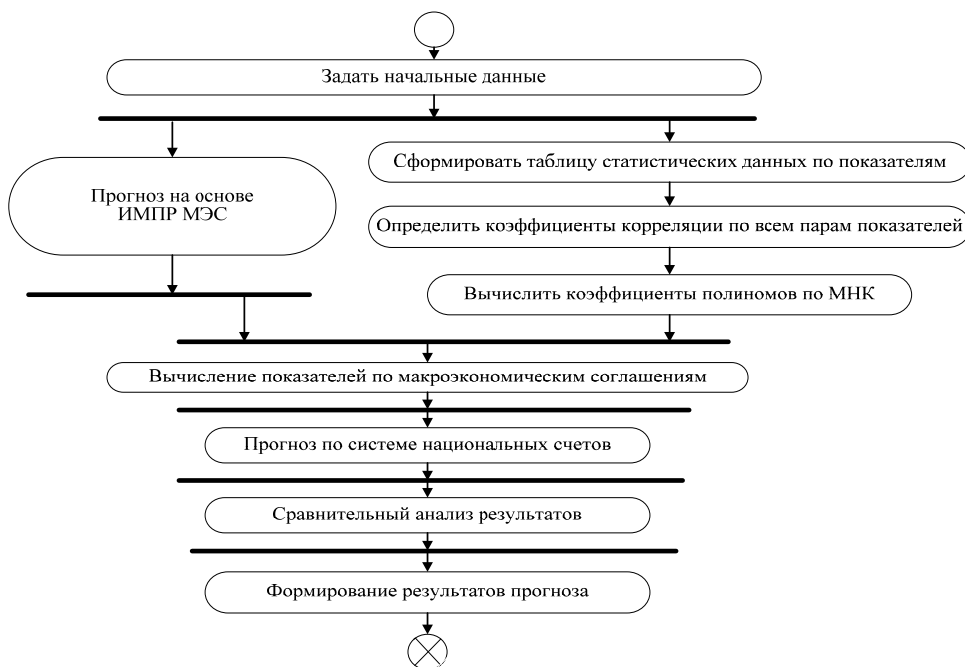 Задать начальные данные
Прогноз на основе
ИМПР МЭС
Сформировать таблицу статистических данных по показателям
Определить коэффициенты корреляции по всем парам показателей
Вычислить коэффициенты полиномов по МНК
Вычисление показателей по макроэкономическим соглашениям
Прогноз по системе национальных счетов
Сравнительный анализ результатов
Формирование результатов прогноза